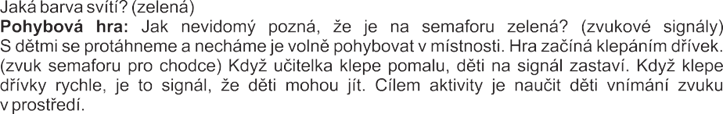 Jaká barva svítí? (zelená)
Pohybová hra: Jak nevidomý pozná, že je na semaforu zelená? (zvukové signály)
S dětmi se protáhneme a necháme je volně pohybovat v místnosti. Hra začíná klepáním dřívek.
(zvuk semaforu pro chodce) Když učitelka klepe pomalu, děti na signál zastaví. Když klepe
dřívky rychle, je to signál, že děti mohou jít. Cílem aktivity je naučit děti vnímání zvuku
v prostředí.